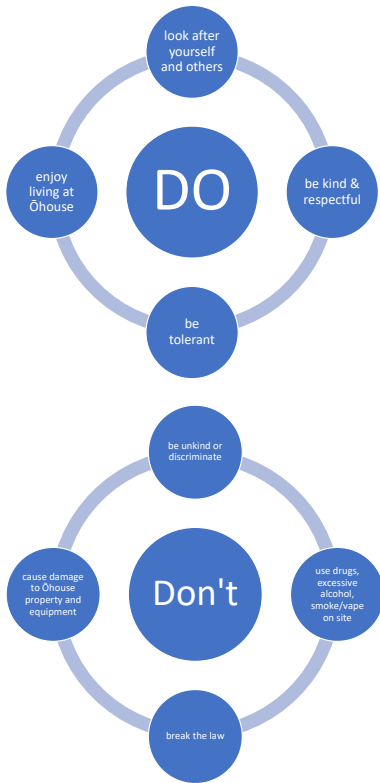 look after
yourself
and others
enjoy
living at
Ōhouse
DO
be kind &
respectful
be
tolerant
be unkind or
discriminate
cause damage
to Ōhouse
property and
equipment
Don't
use drugs,
excessive
alcohol,
smoke/vape
on site
break the law